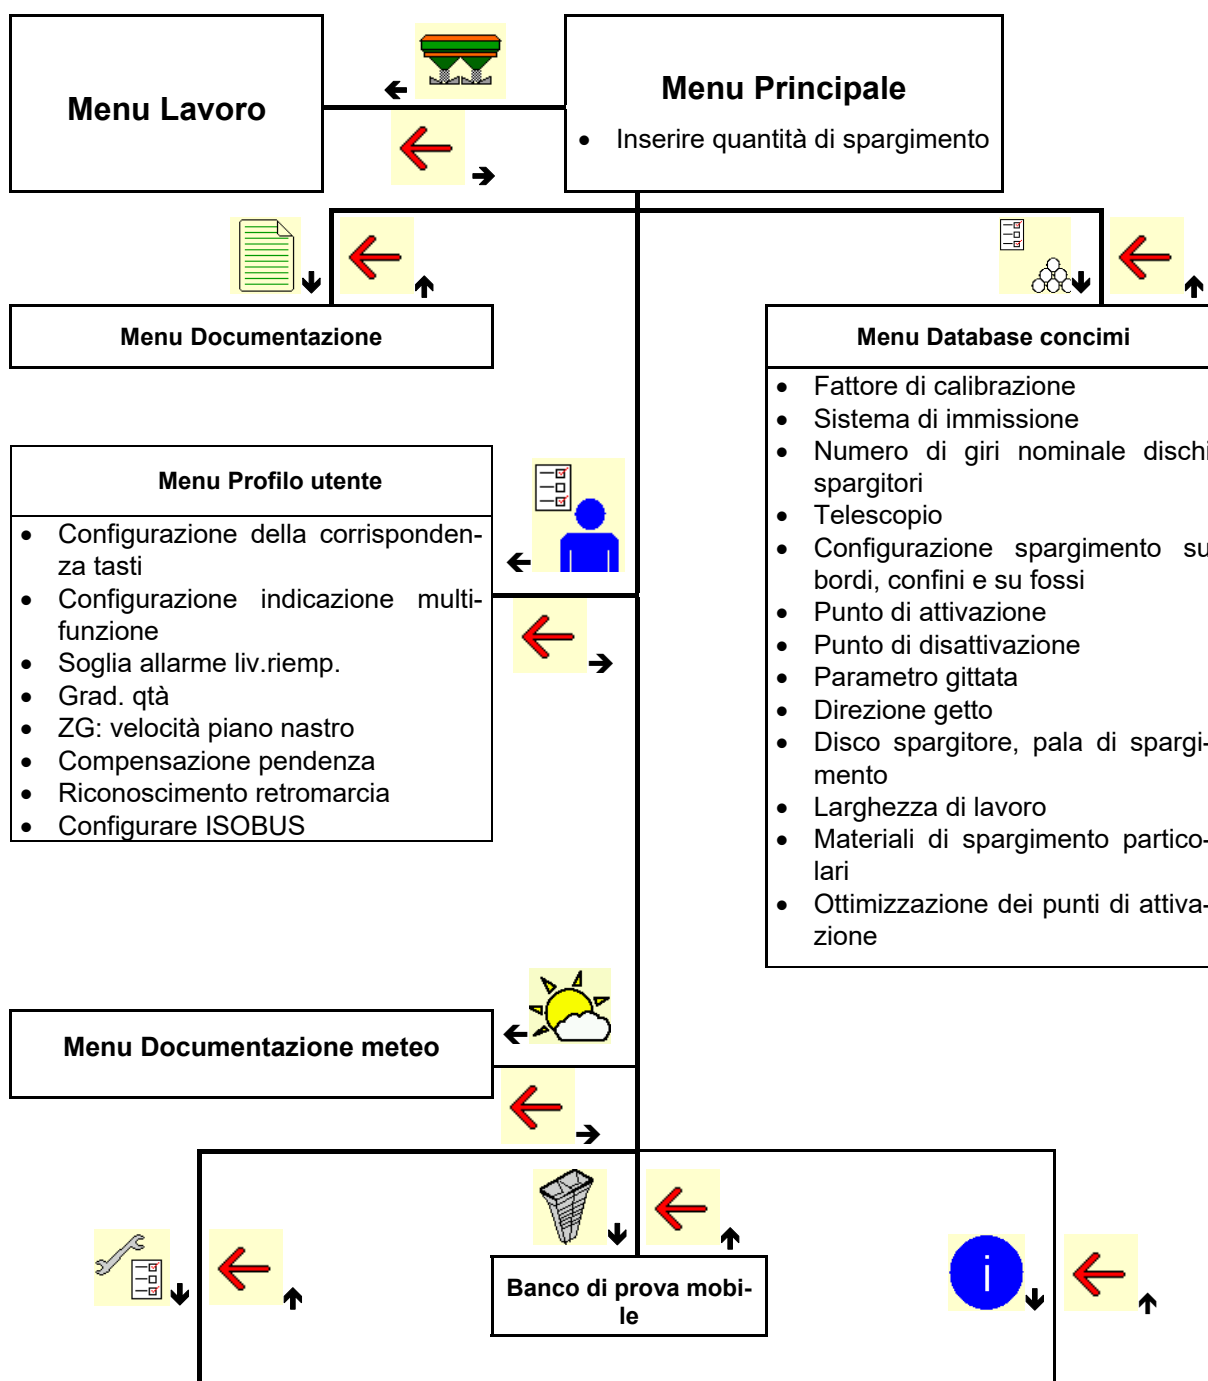 Menu Lavoro
Menu Principale
• Inserire quantità di spargimento
Menu Documentazione
Menu Database concimi
• Fattore di calibrazione
• Sistema di immissione
• Numero di giri nominale dischi
spargitori
• Telescopio
• Configurazione spargimento su
bordi, confini e su fossi
• Punto di attivazione
• Punto di disattivazione
• Parametro gittata
• Direzione getto
• Disco spargitore, pala di spargi-
mento
• Larghezza di lavoro
• Materiali di spargimento partico-
lari
• Ottimizzazione dei punti di attiva-
zione
Menu Profilo utente
• Configurazione della corrisponden-
za tasti
• Configurazione indicazione multi-
funzione
• Soglia allarme liv.riemp.
• Grad. qtà
• ZG: velocità piano nastro
• Compensazione pendenza
• Riconoscimento retromarcia
• Configurare ISOBUS
Menu Documentazione meteo
Banco di prova mobi-
le
i